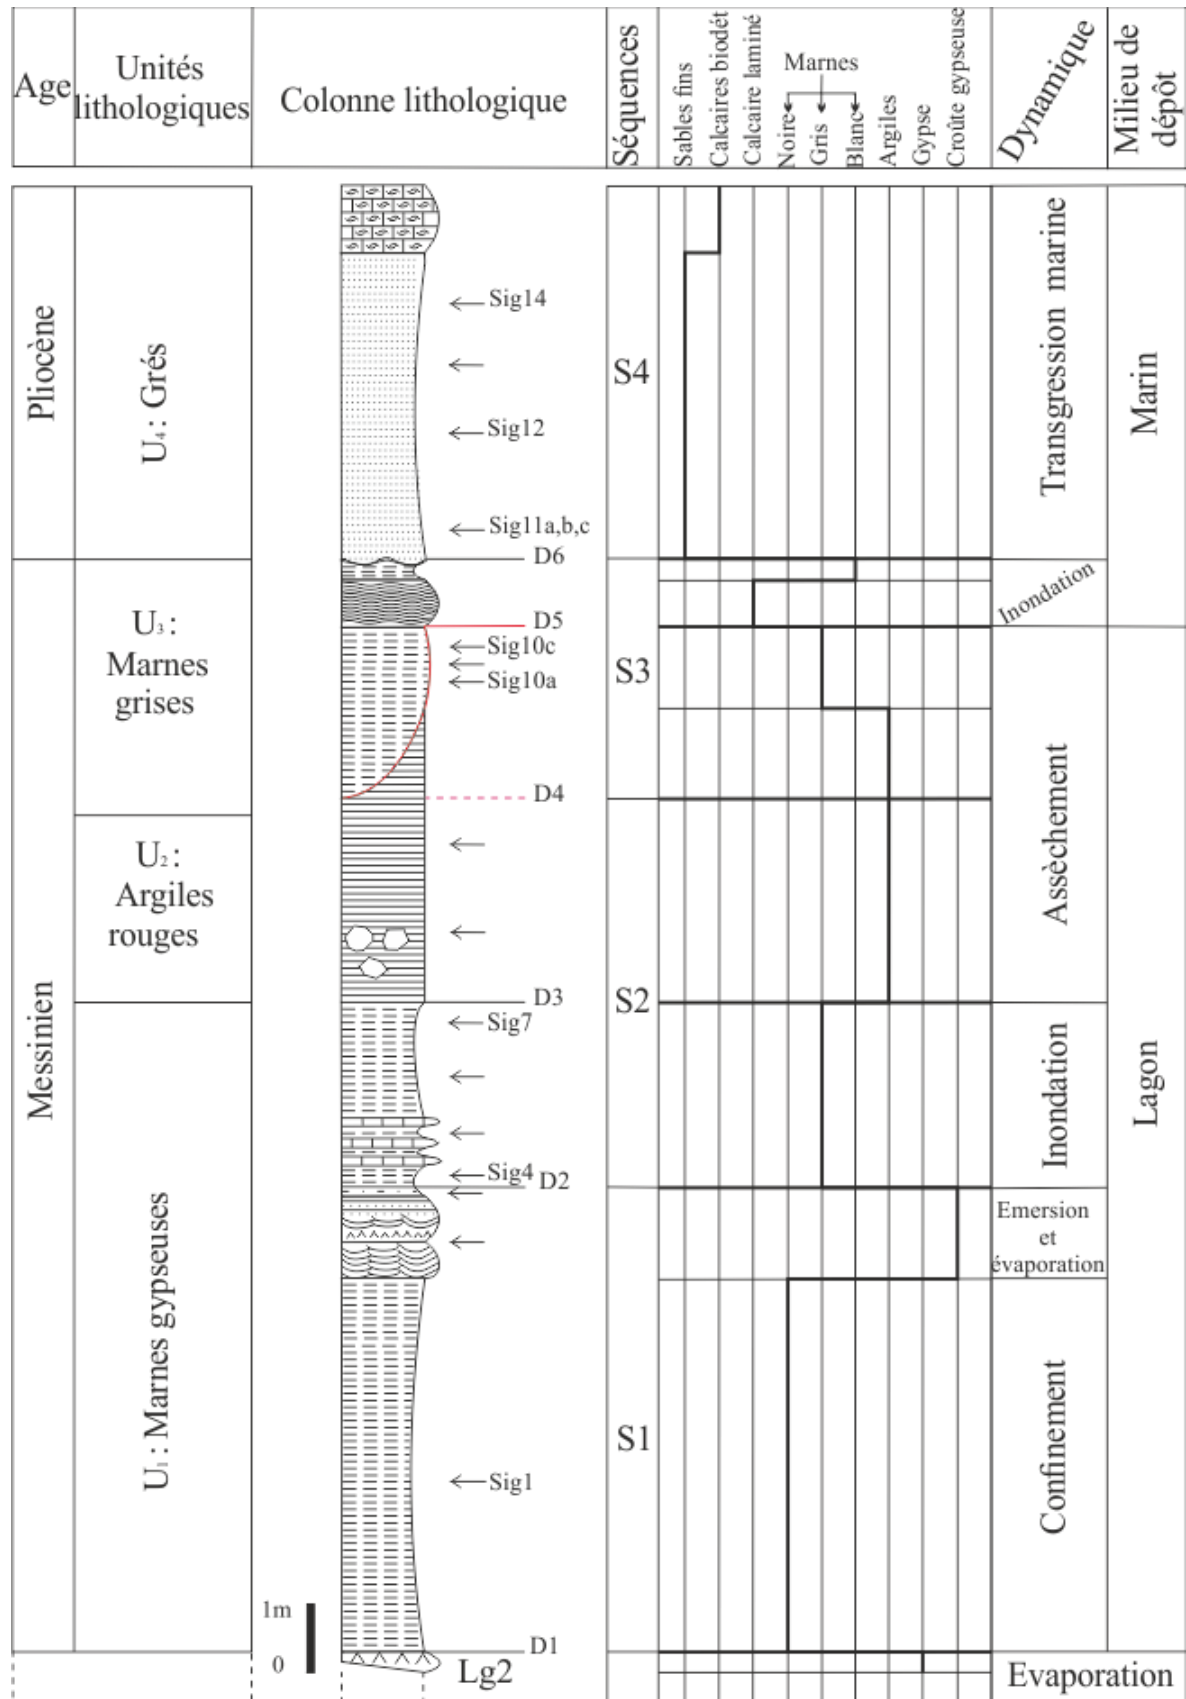 Age
Unités
lithologiques
Colonne lithologique
Séquences
Sables fins
Calcaires biodét
Calcaire laminé
Marnes
Noire
Gris
Blanc
Argiles
Gypse
Croûte gypseuse
Dynamique
Milieu de
dépôt
Pliocène
Messinien
U4 : Grés
U3 :
Marnes
grises
U2 :
Argiles
rouges
U1 : Marnes gypseuses
Sig14
Sig12
Sig11a,b,c
D6
D5
Sig10c
Sig10a
D4
D3
Sig7
Sig4
D2
Sig1
D1
Lg2
1m
0
S4
S3
S2
S1
Transgression marine
Inondation
Assèchement
Inondation
Emersion
et
évaporation
Confinement
Evaporation
Marin
Lagon